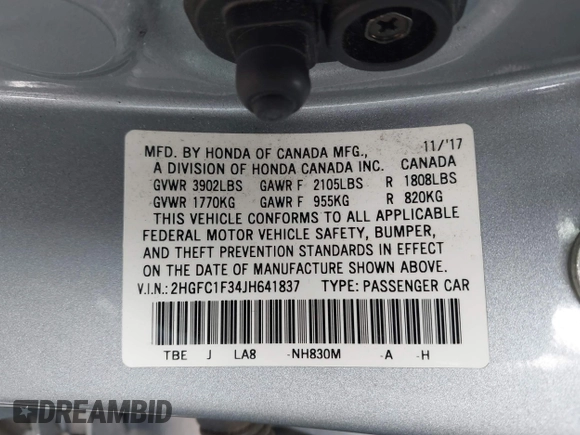 MFD. BY HONDA OF CANADA MFG., 11/'17
A DIVISION OF HONDA CANADA INC. CANADA
GVWR 3902LBS GAWR F 2105LBS R 1808LBS
GVWR 1770KG GAWR F 955KG R 820KG
THIS VEHICLE CONFORMS TO ALL APPLICABLE
FEDERAL MOTOR VEHICLE SAFETY, BUMPER,
AND THEFT PREVENTION STANDARDS IN EFFECT
ON THE DATE OF MANUFACTURE SHOWN ABOVE.
V.I.N.: 2HGFC1F34JH641837 TYPE: PASSENGER CAR
TBE J LA8 -NH830M -A -H
DREAMBID